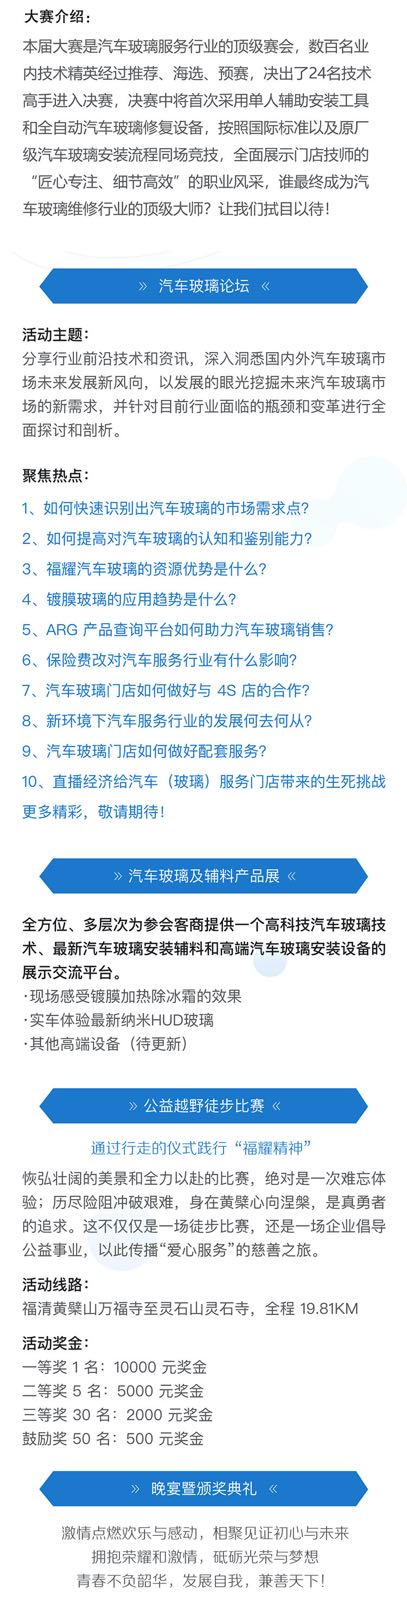 大赛介绍：
本届大赛是汽车玻璃服务行业的顶级赛会，数百名业
内技术精英经过推荐、海选、预赛，决出了24名技术
高手进入决赛，决赛中将首次采用单人辅助安装工具
和全自动汽车玻璃修复设备，按照国际标准以及原厂
级汽车玻璃安装流程同场竞技，全面展示门店技师的
“匠心专注、细节高效”的职业风采，谁最终成为汽
车玻璃维修行业的顶级大师？让我们拭目以待！
» 汽车玻璃论坛 «
活动主题：
分享行业前沿技术和资讯，深入洞悉国内外汽车玻璃市
场未来发展新风向，以发展的眼光挖掘未来汽车玻璃市
场的新需求，并针对目前行业面临的瓶颈和变革进行全
面探讨和剖析。
聚焦热点：
1、如何快速识别出汽车玻璃的市场需求点？
2、如何提高对汽车玻璃的认知和鉴别能力？
3、福耀汽车玻璃的资源优势是什么？
4、镀膜玻璃的应用趋势是什么？
5、ARG 产品查询平台如何助力汽车玻璃销售？
6、保险费改对汽车服务行业有什么影响？
7、汽车玻璃门店如何做好与 4S 店的合作？
8、新环境下汽车服务行业的发展何去何从？
9、汽车玻璃门店如何做好配套服务？
10、直播经济给汽车（玻璃）服务门店带来的生死挑战
更多精彩，敬请期待！
» 汽车玻璃及辅料产品展 «
全方位、多层次为参会客商提供一个高科技汽车玻璃技
术、最新汽车玻璃安装辅料和高端汽车玻璃安装设备的
展示交流平台。
·现场感受镀膜加热除冰霜的效果
·实车体验最新纳米HUD玻璃
·其他高端设备（待更新）
» 公益越野徒步比赛 «
通过行走的仪式践行“福耀精神”
恢弘壮阔的美景和全力以赴的比赛，绝对是一次难忘体
验；历尽险阻冲破艰难，身在黄檗心向涅槃，是真勇者
的追求。这不仅仅是一场徒步比赛，还是一场企业倡导
公益事业，以此传播“爱心服务”的慈善之旅。
活动线路：
福清黄檗山万福寺至灵石山灵石寺，全程 19.81KM
活动奖金：
一等奖 1 名：10000 元奖金
二等奖 5 名：5000 元奖金
三等奖 30 名：2000 元奖金
鼓励奖 50 名：500 元奖金
» 晚宴暨颁奖典礼 «
激情点燃欢乐与感动，相聚见证初心与未来
拥抱荣耀和激情，砥砺光荣与梦想
青春不负韶华，发展自我，兼善天下！